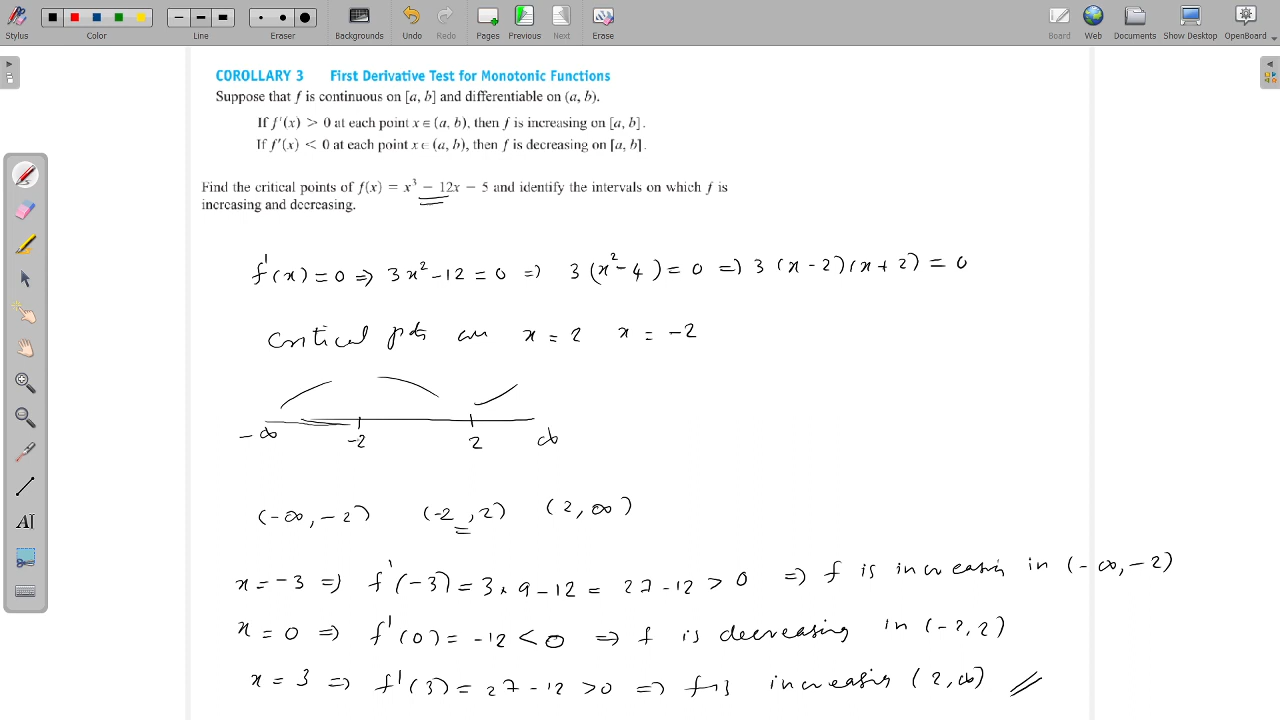 Stylus Color Line Eraser Backgrounds Undo Redo Pages Previous Next Erase Board Web Documents Show Desktop OpenBoard
COROLLARY 3 First Derivative Test for Monotonic Functions
Suppose that f is continuous on [a, b] and differentiable on (a, b).
If f′(x) > 0 at each point x ∈ (a, b), then f is increasing on [a, b].
If f′(x) < 0 at each point x ∈ (a, b), then f is decreasing on [a, b].
Find the critical points of f(x) = x³ − 12x − 5 and identify the intervals on which f is
increasing and decreasing.
f'(x) = 0 ⇒ 3x² − 12 = 0 ⇒ 3(x² − 4) = 0 ⇒ 3(x − 2)(x + 2) = 0
Critical pts are x = 2 x = −2
−∞ −2 2 ∞
(−∞, −2) (−2, 2) (2, ∞)
x = −3 ⇒ f'(−3) = 3 × 9 − 12 = 27 − 12 > 0 ⇒ f is increasing in (−∞, −2)
x = 0 ⇒ f'(0) = −12 < 0 ⇒ f is decreasing in (−2, 2)
x = 3 ⇒ f'(3) = 27 − 12 > 0 ⇒ f is increasing (2, ∞)
AI